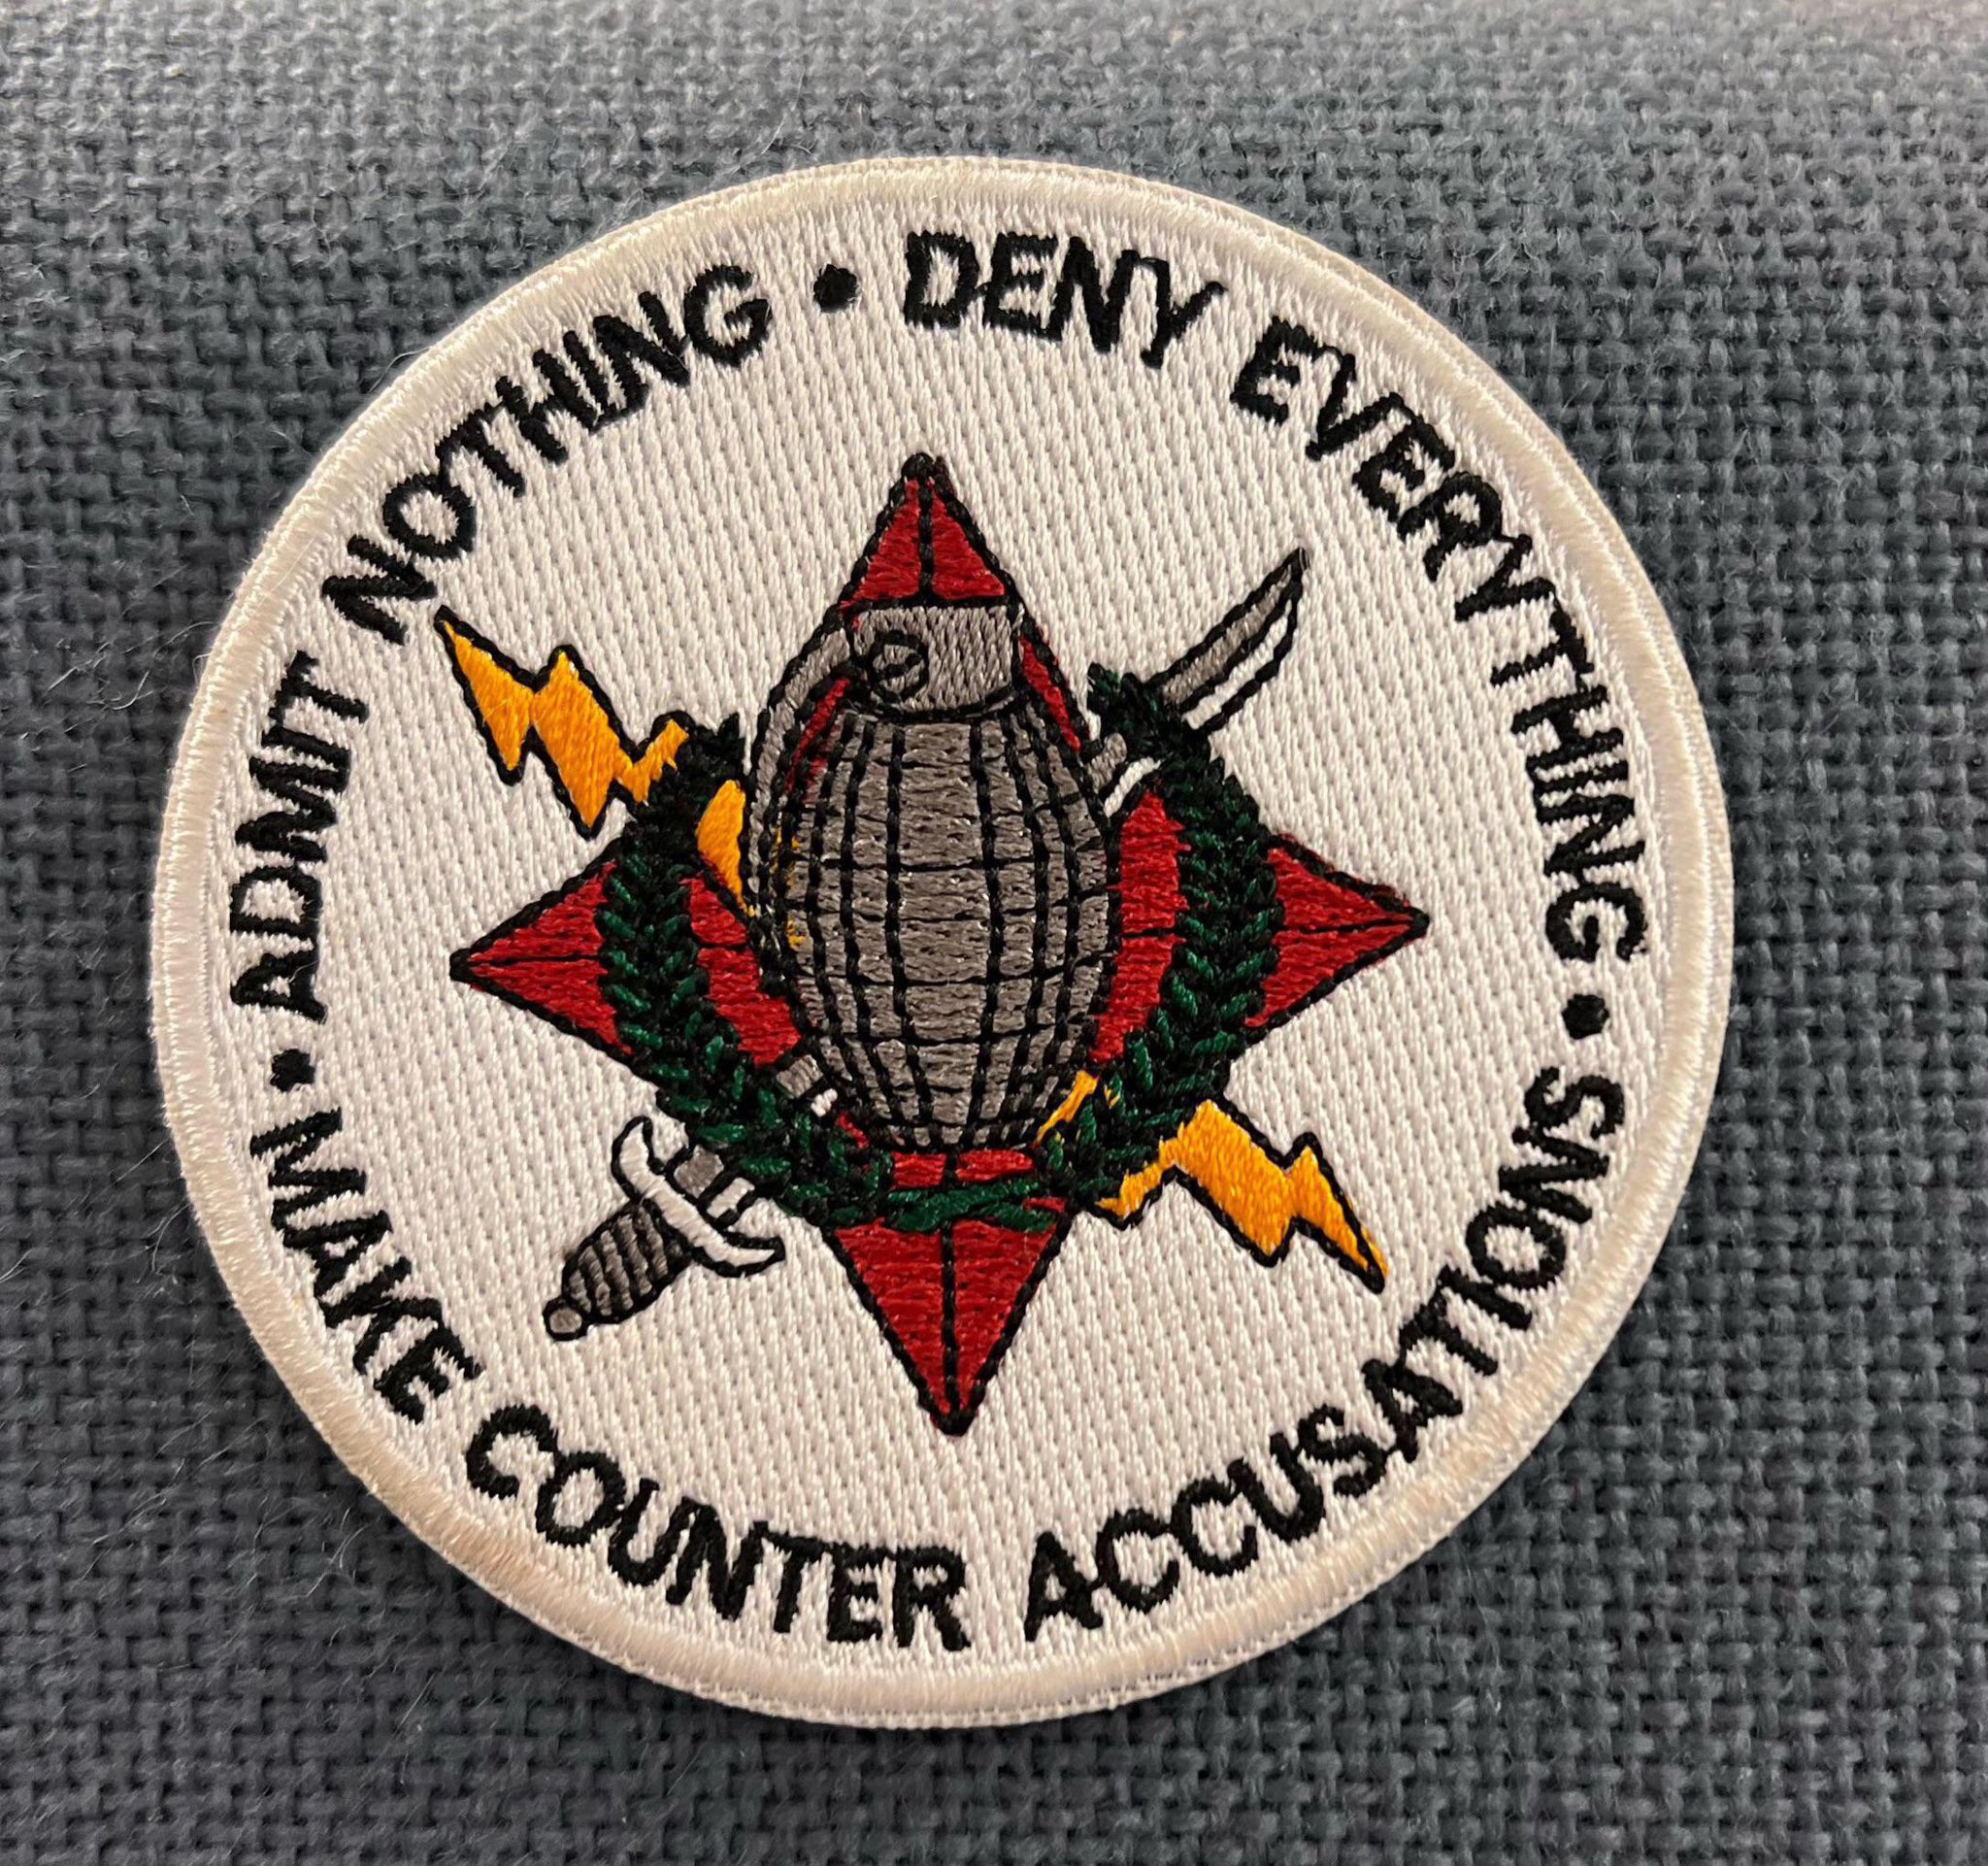 ADMIT NOTHING • DENY EVERYTHING • MAKE COUNTER ACCUSATIONS •